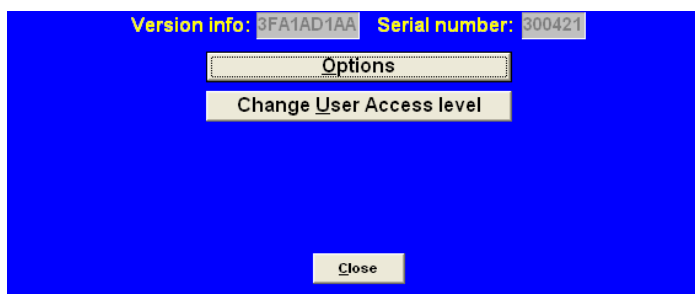 Version info: 3FA1AD1AA Serial number: 300421
Options
Change User Access level
Close